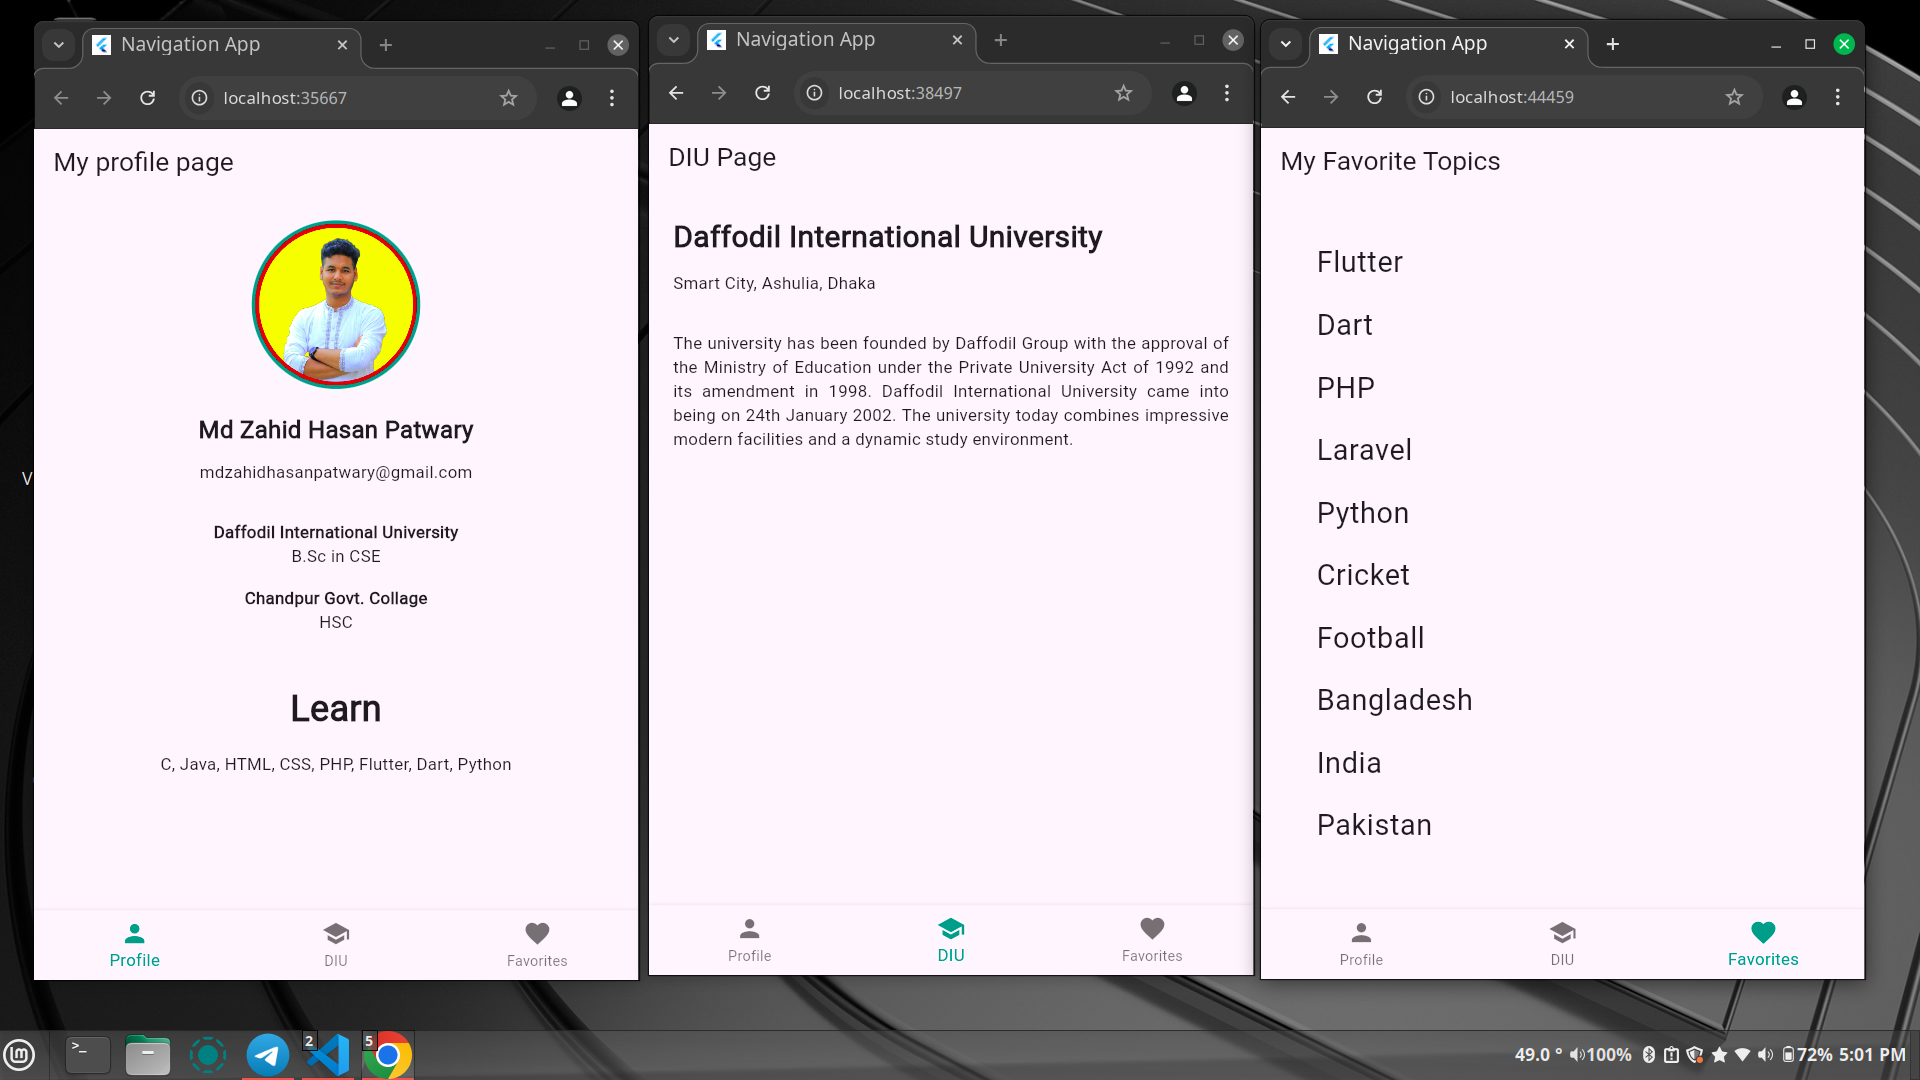 Navigation App
localhost:35667
My profile page
Md Zahid Hasan Patwary
mdzahidhasanpatwary@gmail.com
Daffodil International University
B.Sc in CSE
Chandpur Govt. Collage
HSC
Learn
C, Java, HTML, CSS, PHP, Flutter, Dart, Python
Profile
DIU
Favorites
Navigation App
localhost:38497
DIU Page
Daffodil International University
Smart City, Ashulia, Dhaka
The university has been founded by Daffodil Group with the approval of
the Ministry of Education under the Private University Act of 1992 and
its amendment in 1998. Daffodil International University came into
being on 24th January 2002. The university today combines impressive
modern facilities and a dynamic study environment.
Profile
DIU
Favorites
Navigation App
localhost:44459
My Favorite Topics
Flutter
Dart
PHP
Laravel
Python
Cricket
Football
Bangladesh
India
Pakistan
Profile
DIU
Favorites
V
>_
2
5
49.0 ° 100% 72% 5:01 PM